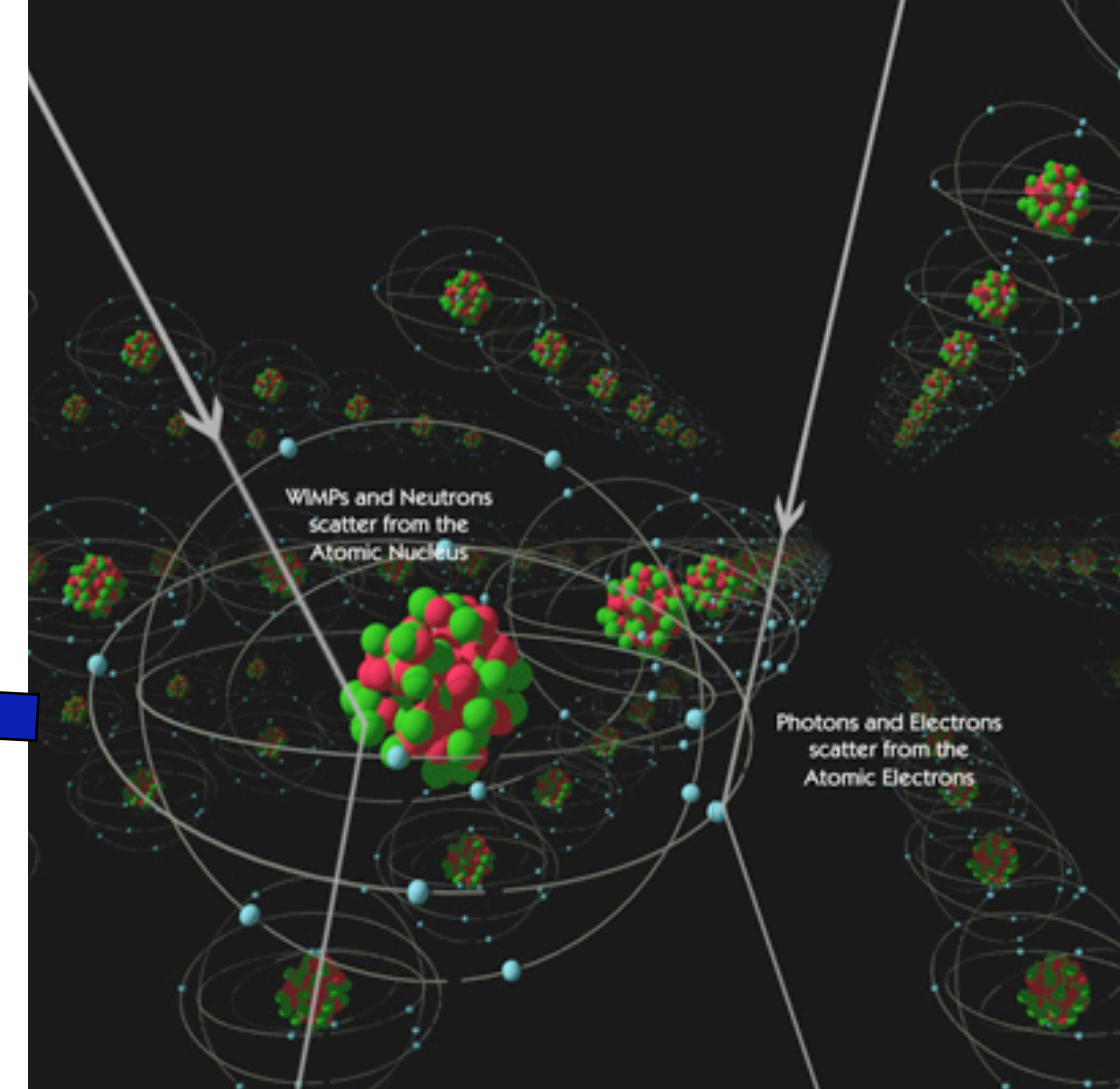 WIMPs and Neutrons
scatter from the
Atomic Nucleus
Photons and Electrons
scatter from the
Atomic Electrons